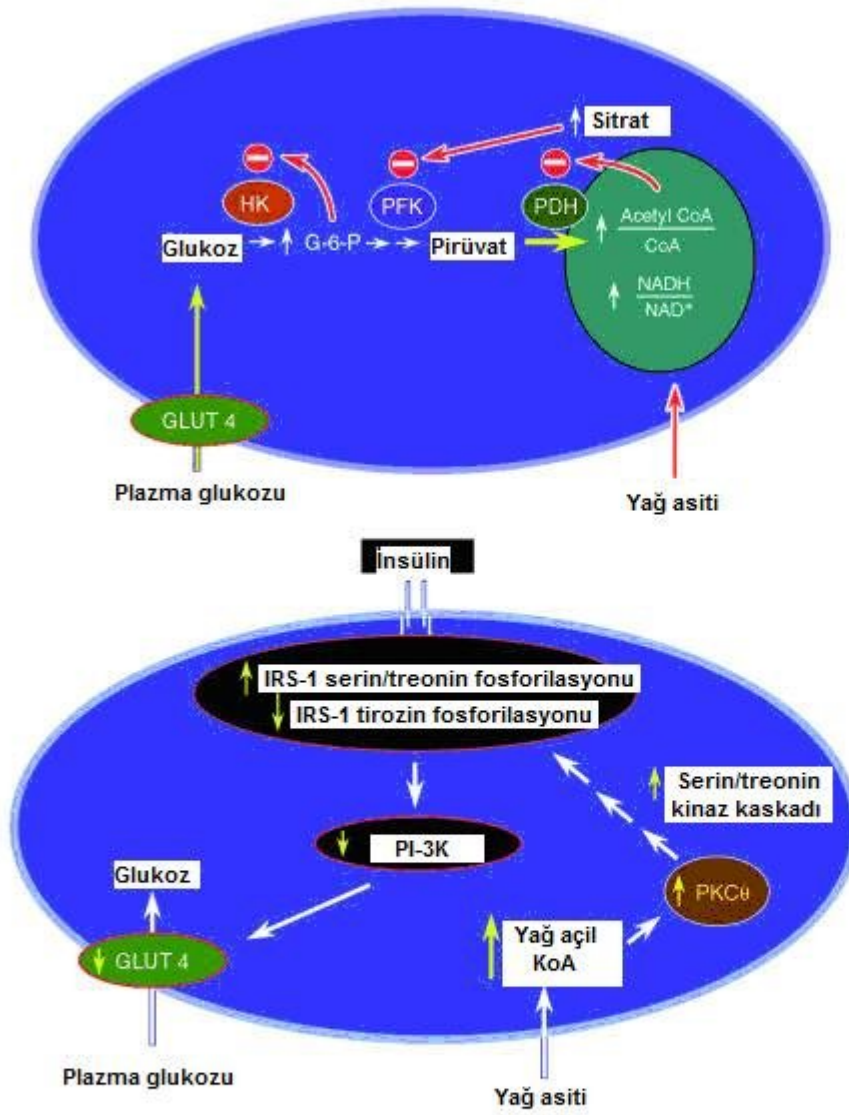 ↑ Sitrat
HK
PFK
PDH
Glukoz → ↑ G-6-P → → Pirüvat
↑ Acetyl CoA
CoA
↑ NADH
NAD+
GLUT 4
Plazma glukozu
Yağ asiti
İnsülin
↑ IRS-1 serin/treonin fosforilasyonu
↓ IRS-1 tirozin fosforilasyonu
↑ Serin/treonin
kinaz kaskadı
↓ PI-3K
Glukoz
↑ PKCθ
↓ GLUT 4
↑ Yağ açil
KoA
Plazma glukozu
Yağ asiti